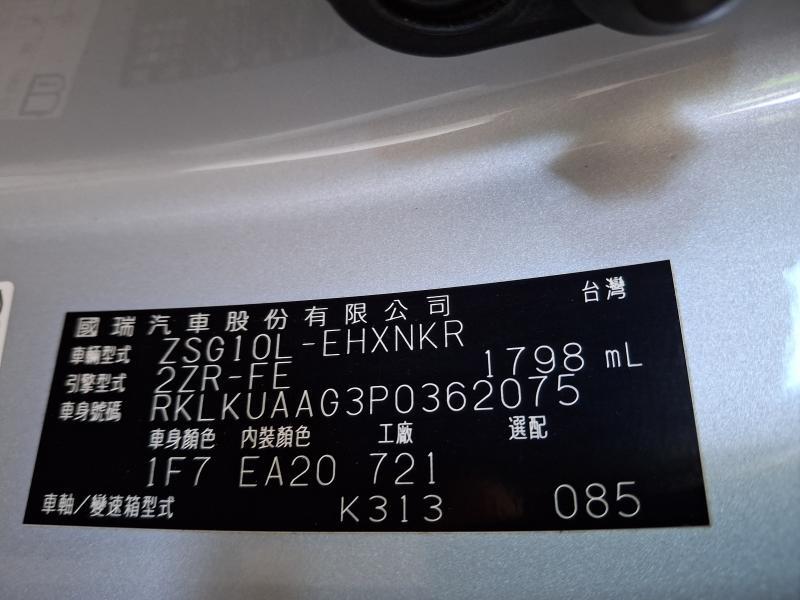 國瑞汽車股份有限公司 台灣
車輛型式 ZSG10L-EHXNKR
引擎型式 2ZR-FE 1798 mL
車身號碼 RKLKUAAG3P0362075
車身顏色 內裝顏色 工廠 選配
1F7 EA20 721
車軸/變速箱型式 K313 085